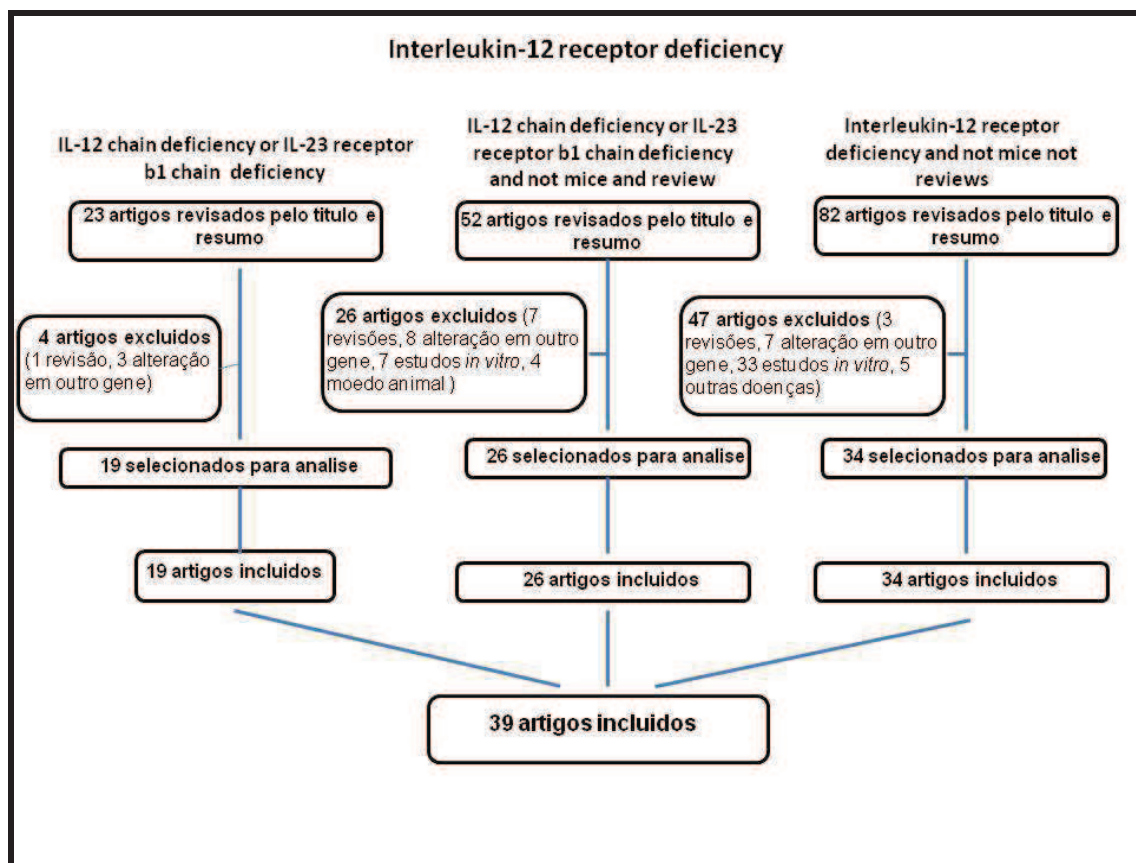 Interleukin-12 receptor deficiency
IL-12 chain deficiency or IL-23 receptor
b1 chain deficiency
23 artigos revisados pelo titulo e
resumo
4 artigos excluidos
(1 revisão, 3 alteração
em outro gene)
19 selecionados para analise
19 artigos incluidos
IL-12 chain deficiency or IL-23
receptor b1 chain deficiency
and not mice and review
52 artigos revisados pelo titulo e
resumo
26 artigos excluidos (7
revisões, 8 alteração em outro
gene, 7 estudos in vitro, 4
moedo animal )
26 selecionados para analise
26 artigos incluidos
Interleukin-12 receptor
deficiency and not mice not
reviews
82 artigos revisados pelo titulo e
resumo
47 artigos excluidos (3
revisões, 7 alteração em outro
gene, 33 estudos in vitro, 5
outras doenças)
34 selecionados para analise
34 artigos incluidos
39 artigos incluidos